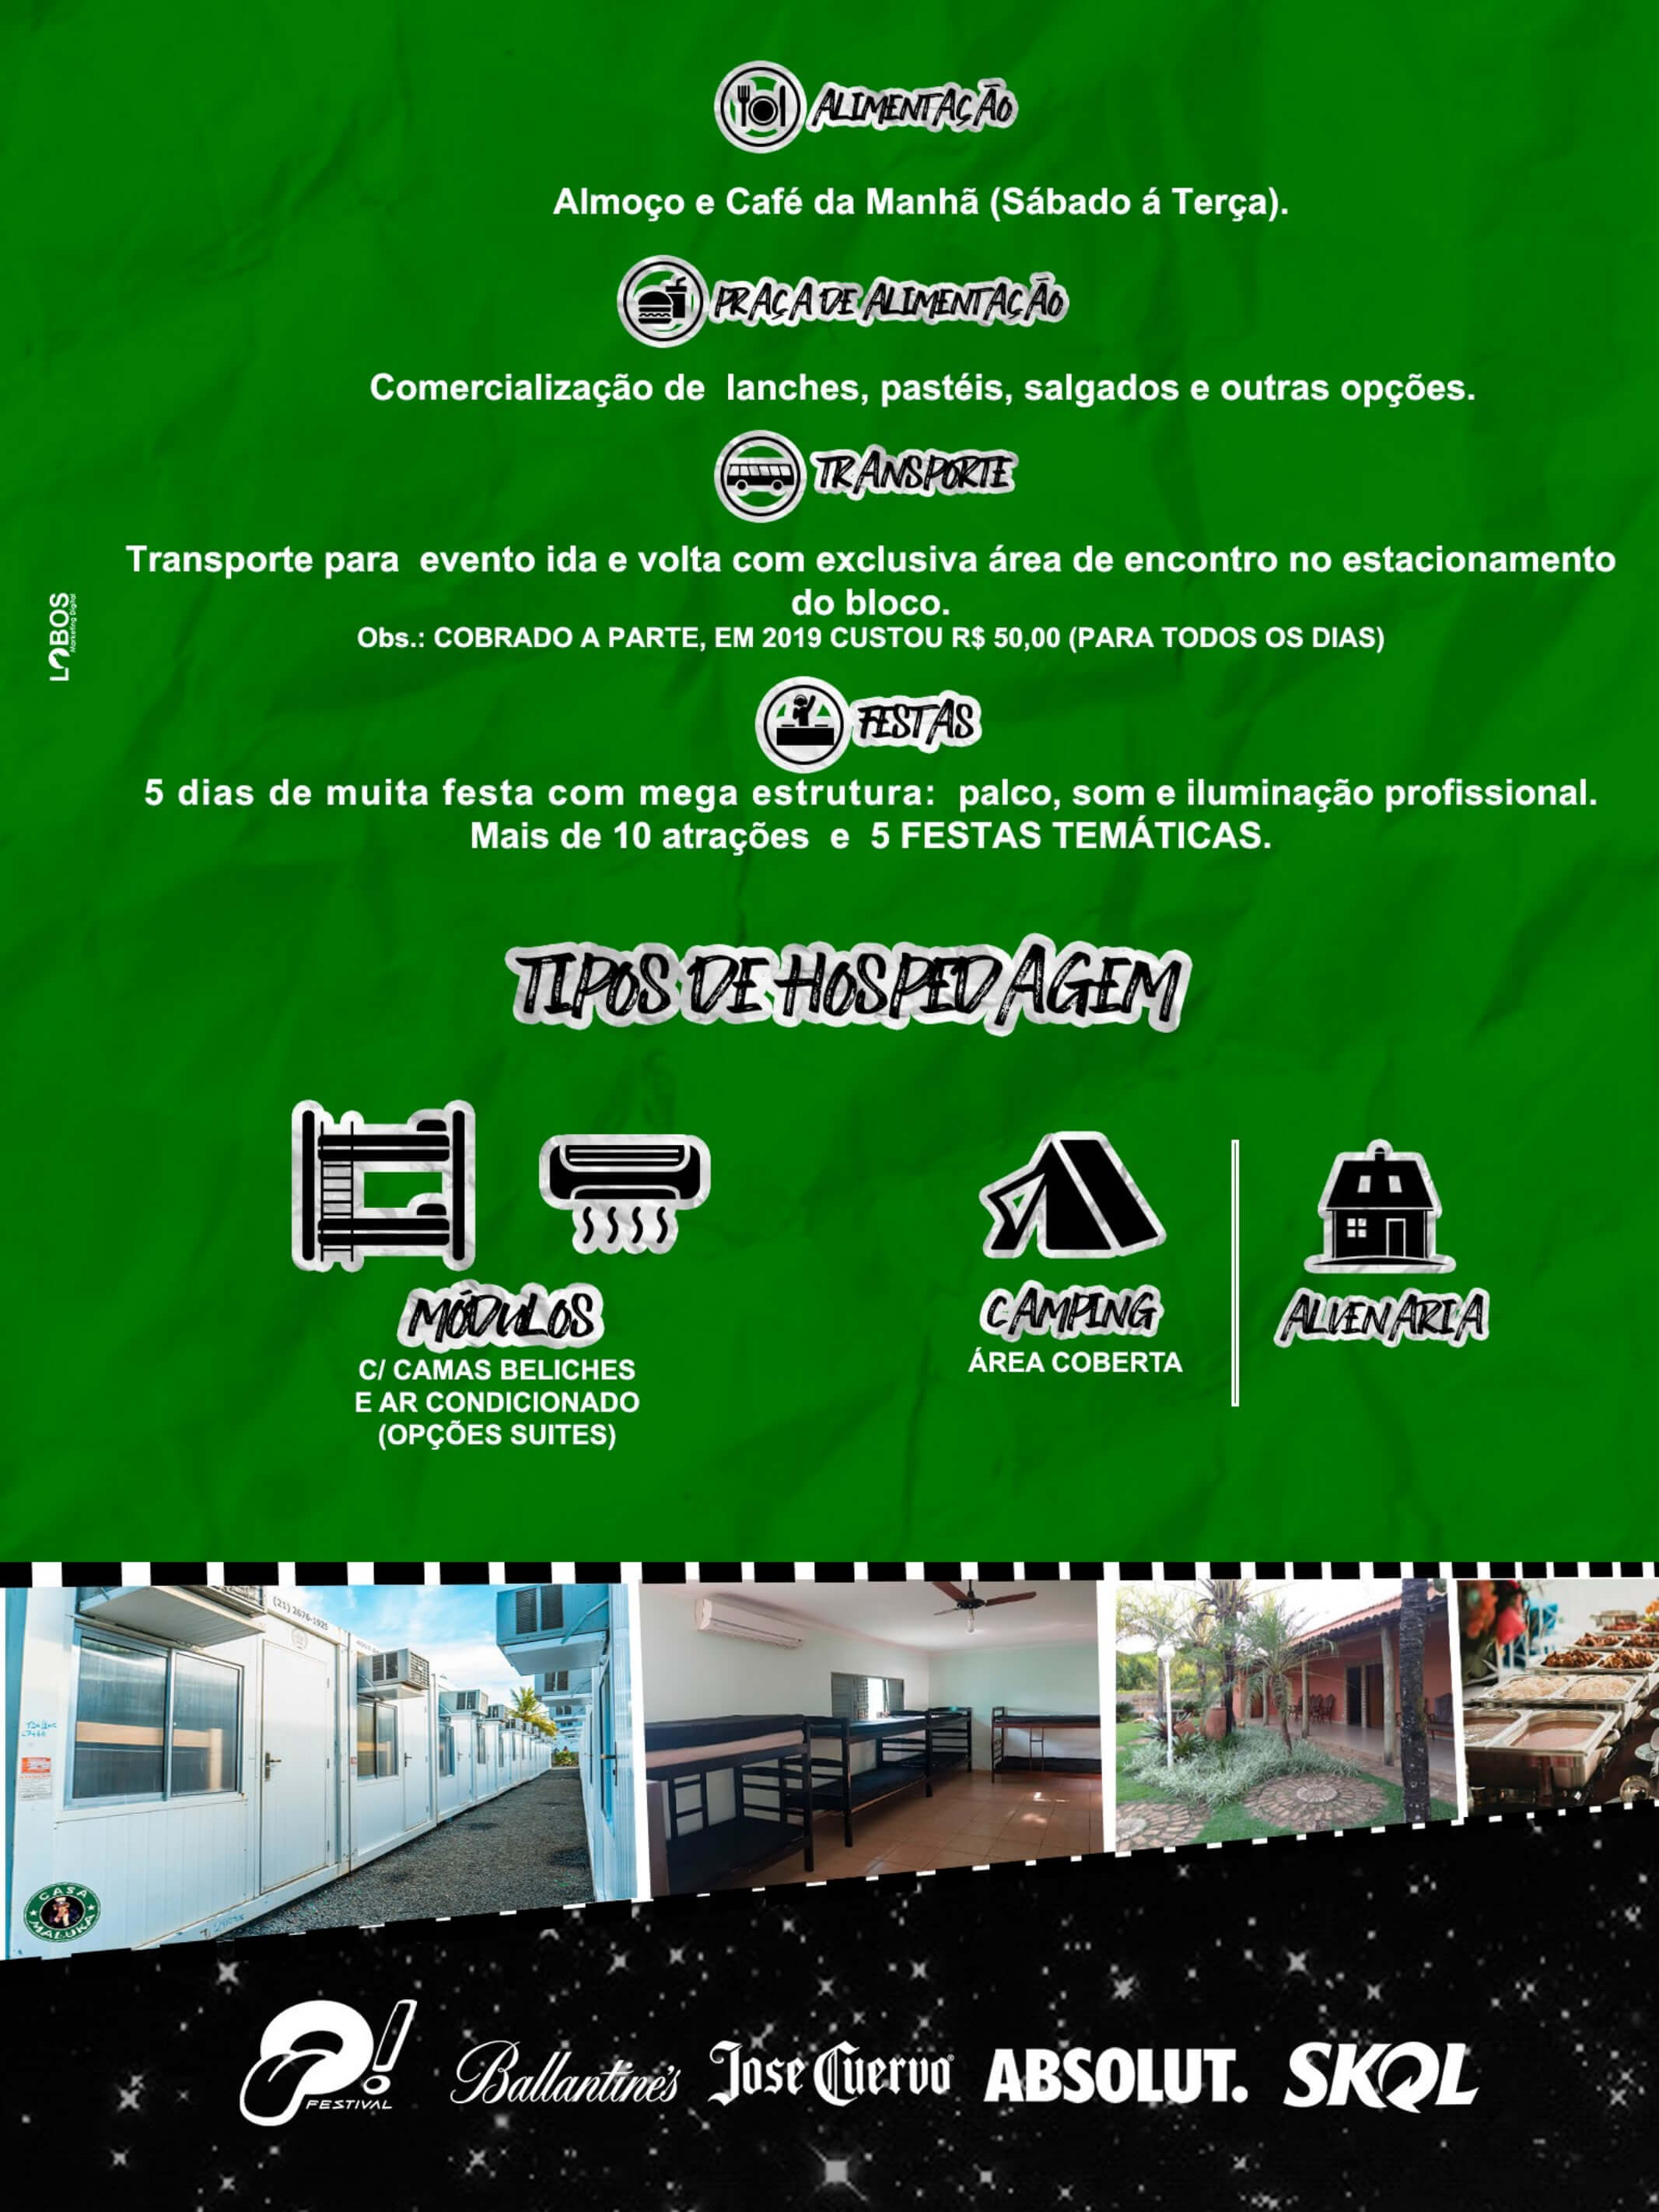 ALIMENTAÇÃO
Almoço e Café da Manhã (Sábado á Terça).
PRAÇA DE ALIMENTAÇÃO
Comercialização de lanches, pastéis, salgados e outras opções.
TRANSPORTE
Transporte para evento ida e volta com exclusiva área de encontro no estacionamento
do bloco.
Obs.: COBRADO A PARTE, EM 2019 CUSTOU R$ 50,00 (PARA TODOS OS DIAS)
LOBOS
Marketing Digital
FESTAS
5 dias de muita festa com mega estrutura: palco, som e iluminação profissional.
Mais de 10 atrações e 5 FESTAS TEMÁTICAS.
TIPOS DE HOSPEDAGEM
MÓDULOS
C/ CAMAS BELICHES
E AR CONDICIONADO
(OPÇÕES SUITES)
CAMPING
ÁREA COBERTA
ALVENARIA
(21) 2676-1925
CASA
MALUKA
FESTIVAL
Ballantine's
Jose Cuervo
ABSOLUT.
SKOL